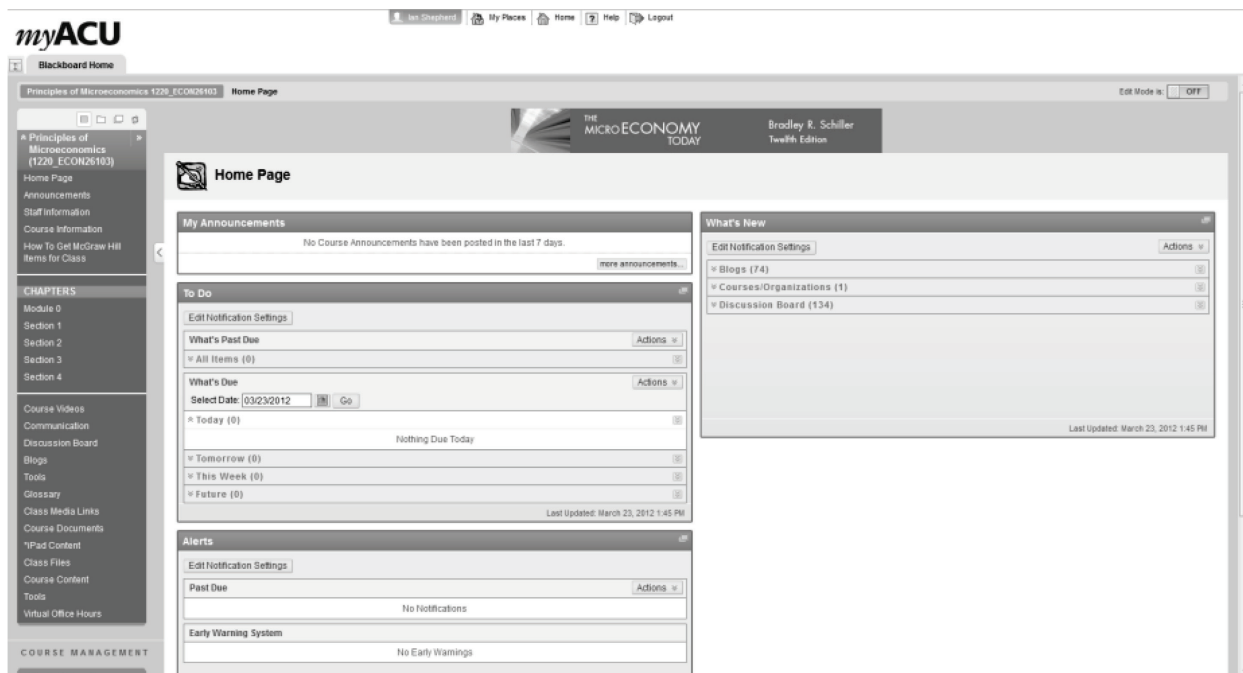 Ian Shepherd My Places Home ? Help Logout
myACU
Blackboard Home
Principles of Microeconomics 1220_ECON26103 Home Page
Edit Mode is: OFF
THE
MICROECONOMY
TODAY
Bradley R. Schiller
Twelfth Edition
Principles of
Microeconomics
(1220_ECON26103)
Home Page
Announcements
Staff Information
Course Information
How To Get McGraw Hill
Items for Class
CHAPTERS
Module 0
Section 1
Section 2
Section 3
Section 4
Course Videos
Communication
Discussion Board
Blogs
Tools
Glossary
Class Media Links
Course Documents
*iPad Content
Class Files
Course Content
Tools
Virtual Office Hours
COURSE MANAGEMENT
Home Page
My Announcements
No Course Announcements have been posted in the last 7 days.
more announcements...
To Do
Edit Notification Settings
What's Past Due Actions
All Items (0)
What's Due Actions
Select Date: 03/23/2012 Go
Today (0)
Nothing Due Today
Tomorrow (0)
This Week (0)
Future (0)
Last Updated: March 23, 2012 1:45 PM
Alerts
Edit Notification Settings
Past Due Actions
No Notifications
Early Warning System
No Early Warnings
What's New
Edit Notification Settings Actions
Blogs (74)
Courses/Organizations (1)
Discussion Board (134)
Last Updated: March 23, 2012 1:45 PM